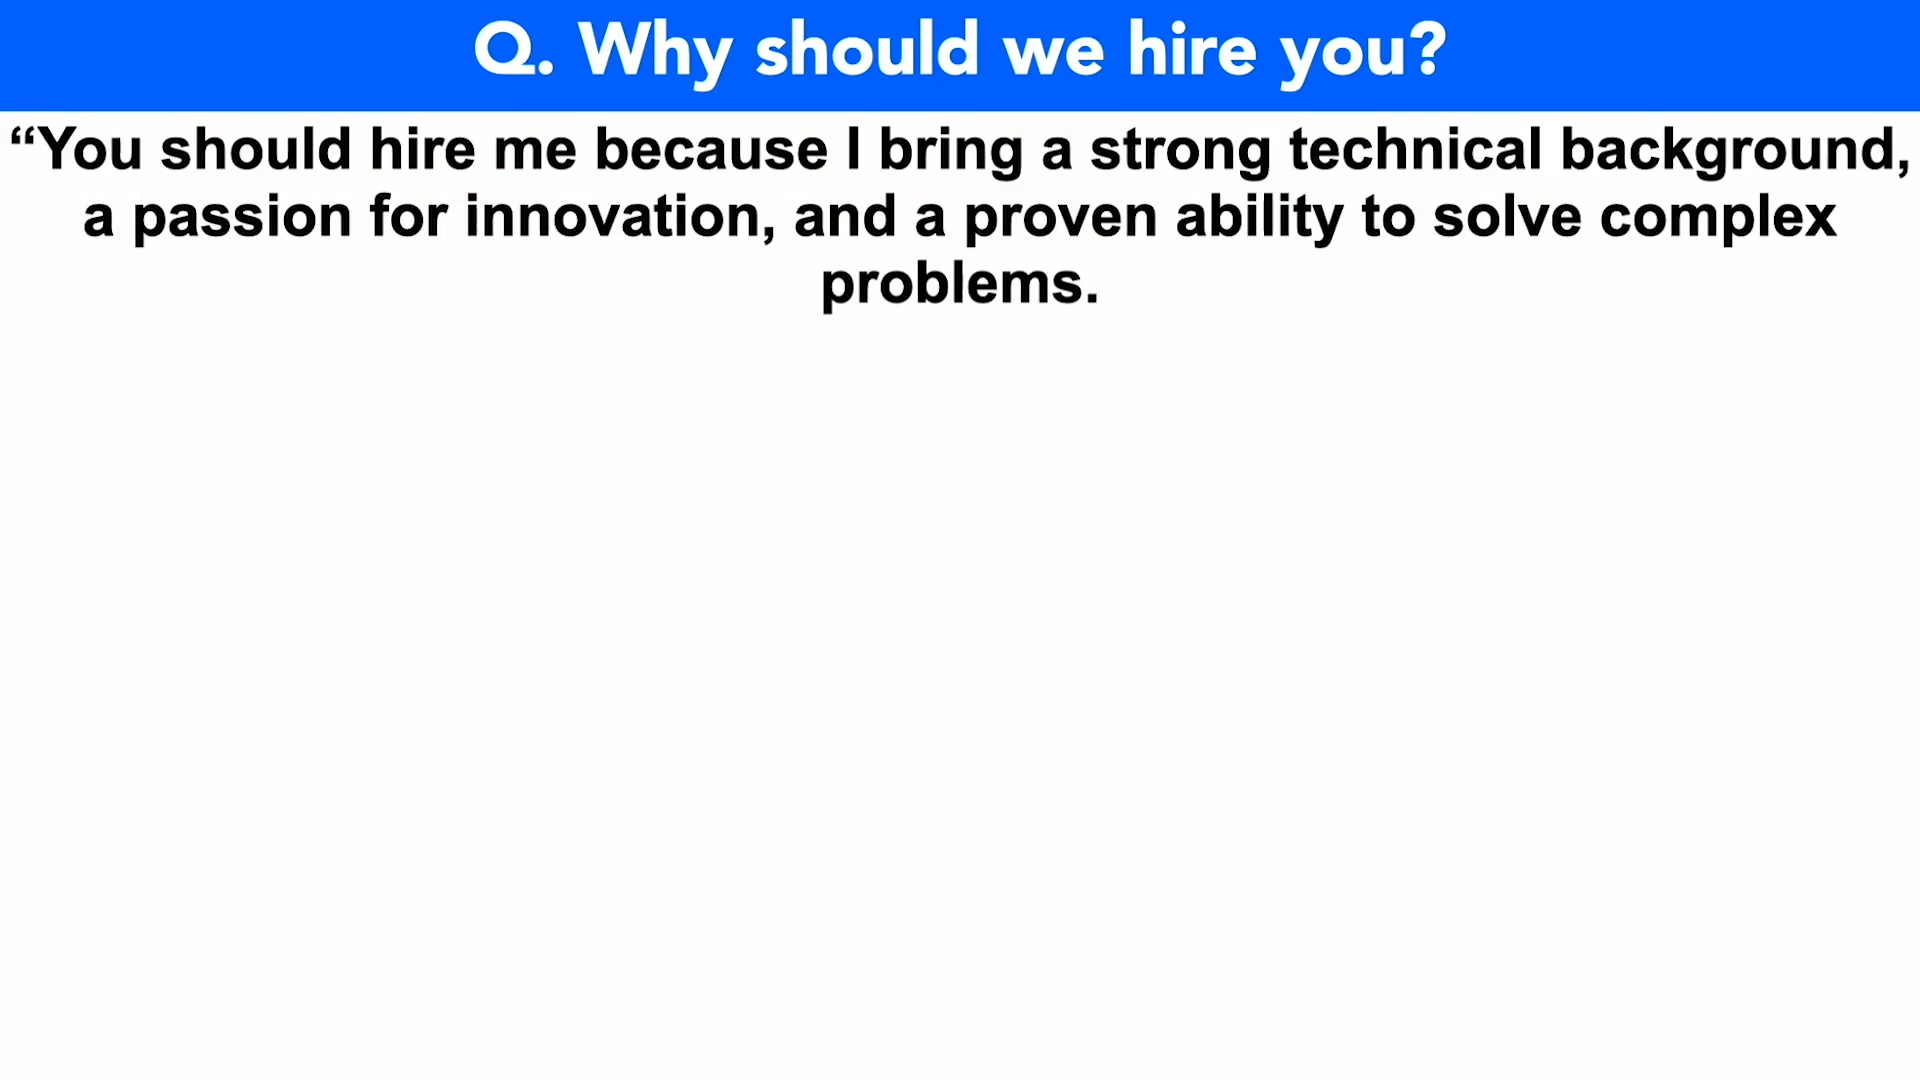 Q. Why should we hire you?
“You should hire me because I bring a strong technical background,
a passion for innovation, and a proven ability to solve complex
problems.